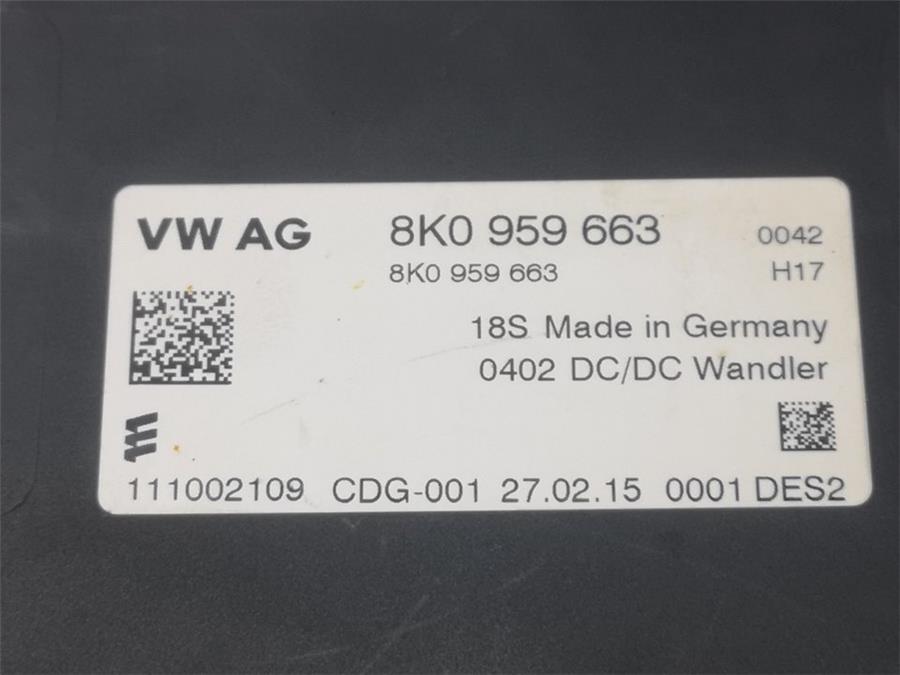 VW AG 8K0 959 663 0042
8K0 959 663 H17
18S Made in Germany
0402 DC/DC Wandler
111002109 CDG-001 27.02.15 0001 DES2